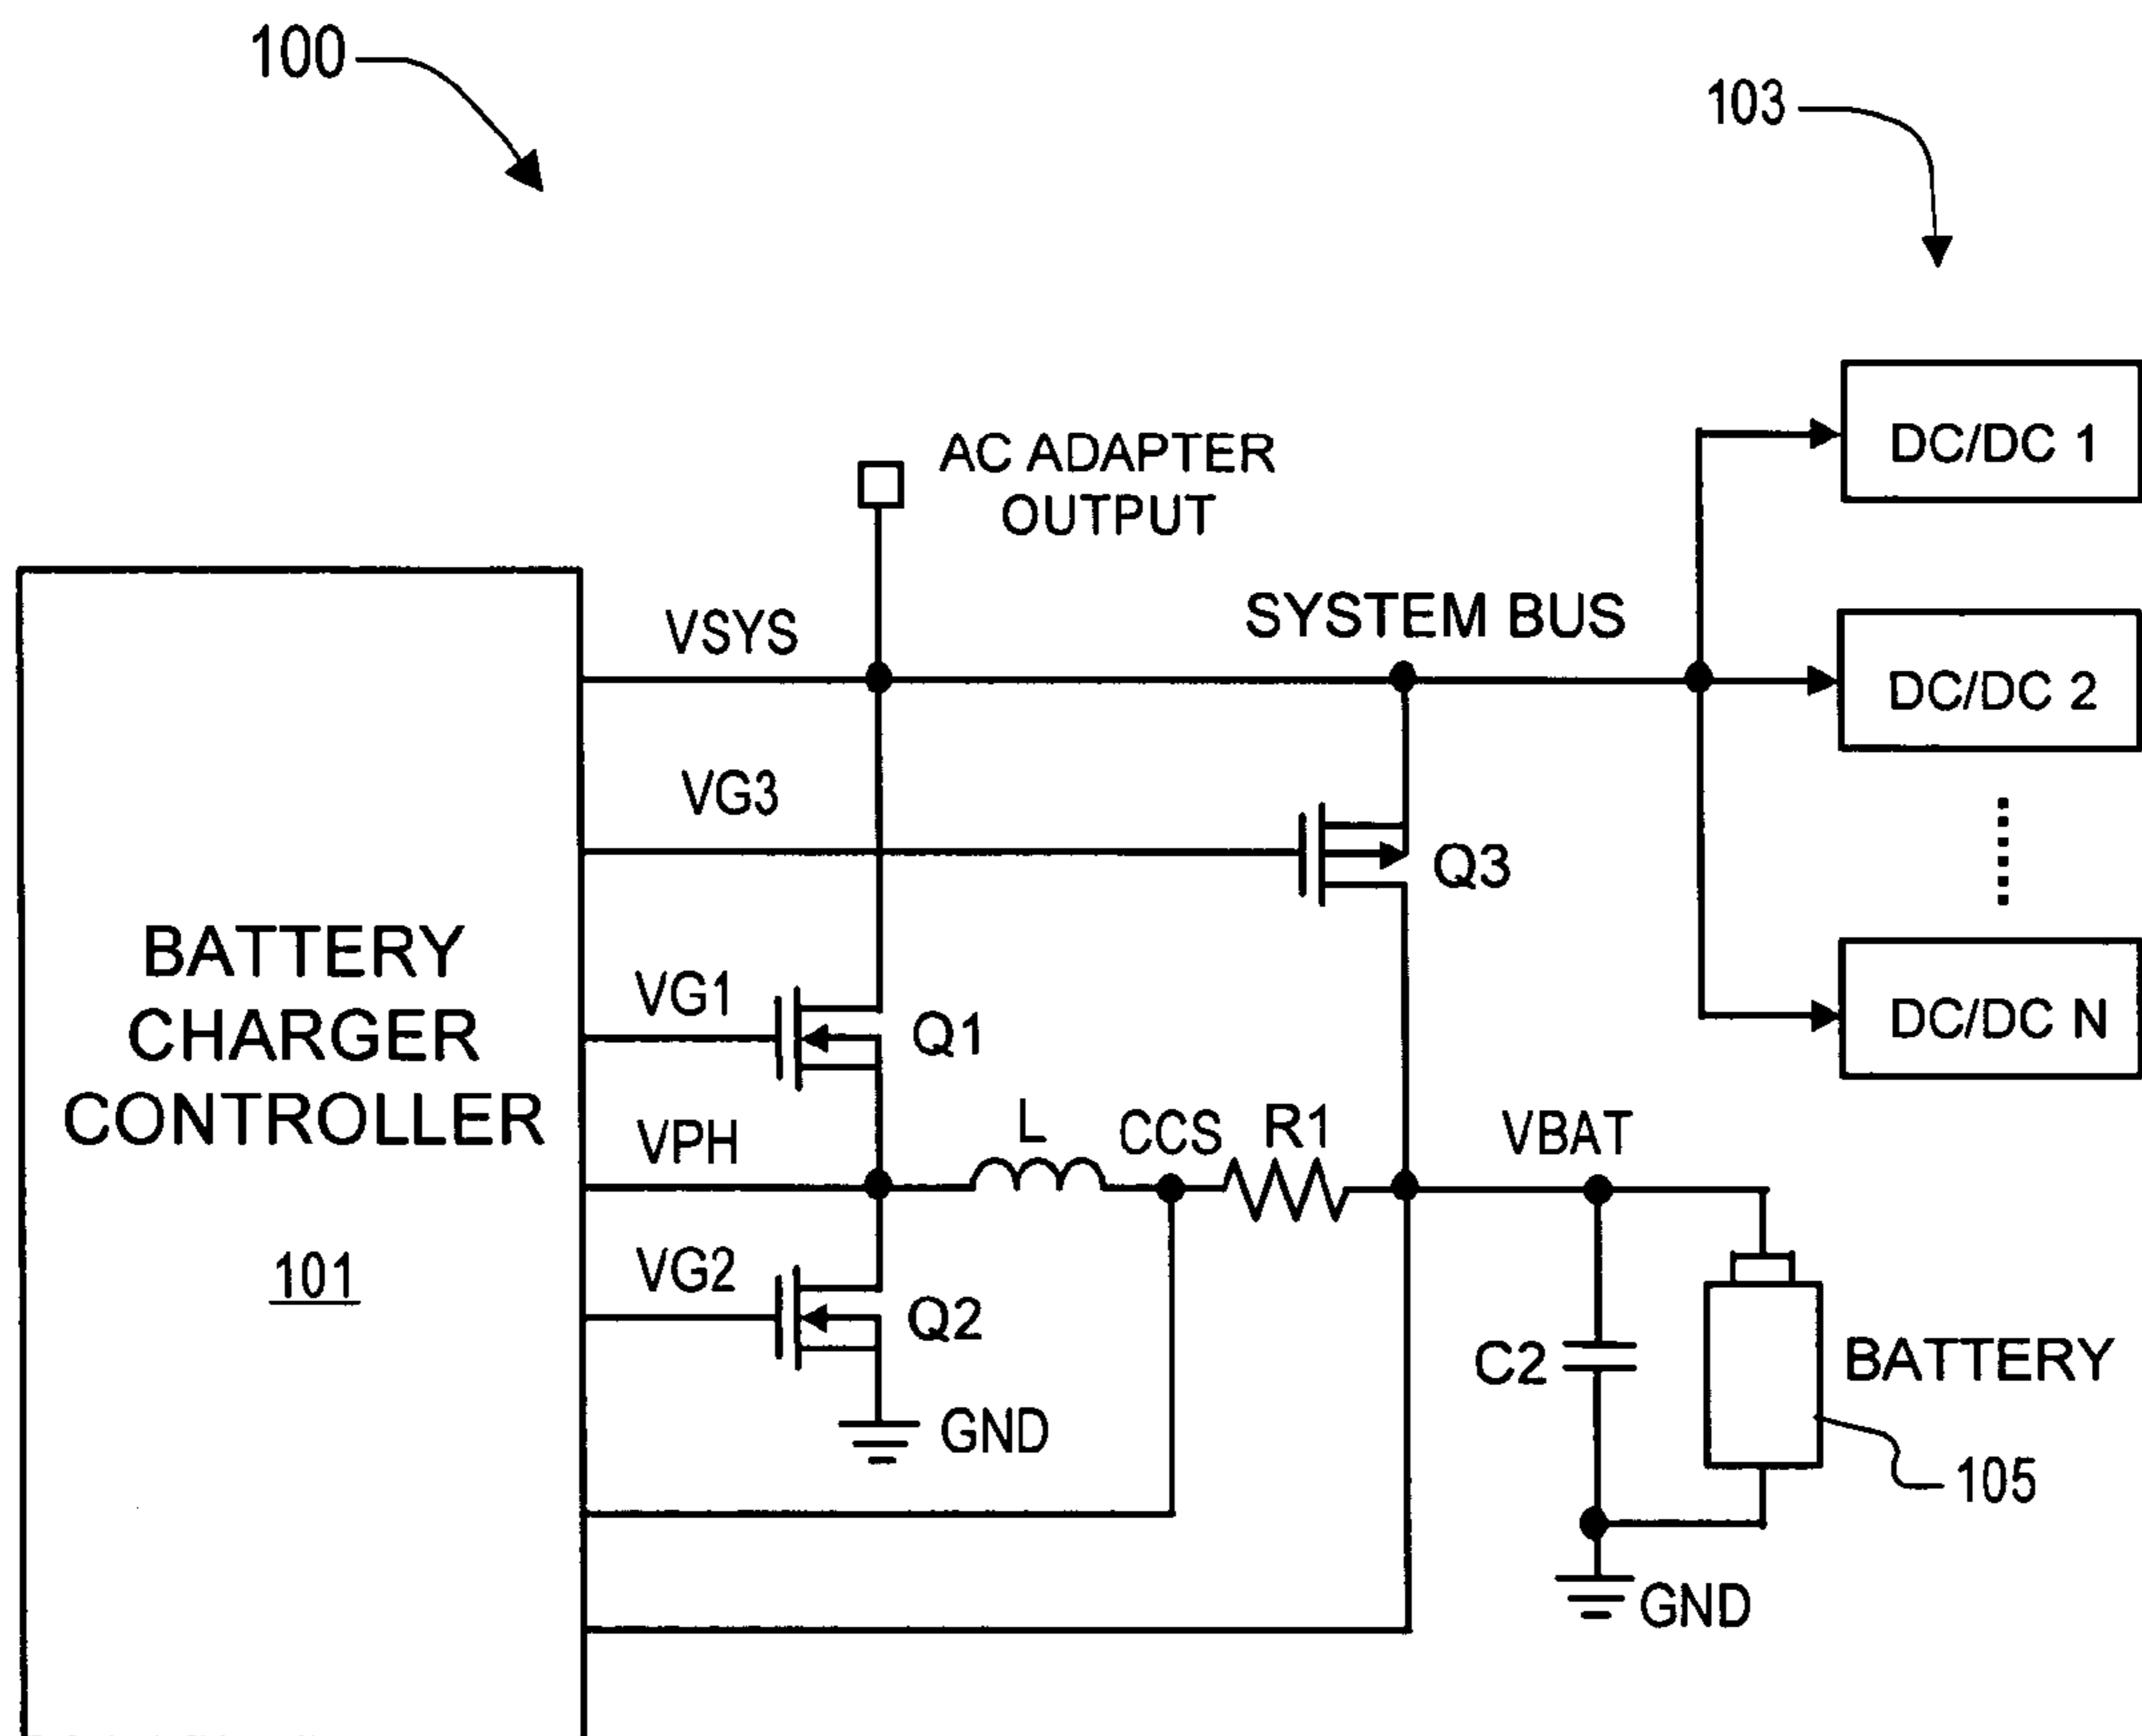 100
103
DC/DC 1
AC ADAPTER
OUTPUT
VSYS
SYSTEM BUS
DC/DC 2
VG3
Q3
BATTERY
CHARGER
CONTROLLER
101
VG1
Q1
DC/DC N
VPH
L
CCS
R1
VBAT
VG2
Q2
GND
C2
BATTERY
105
GND